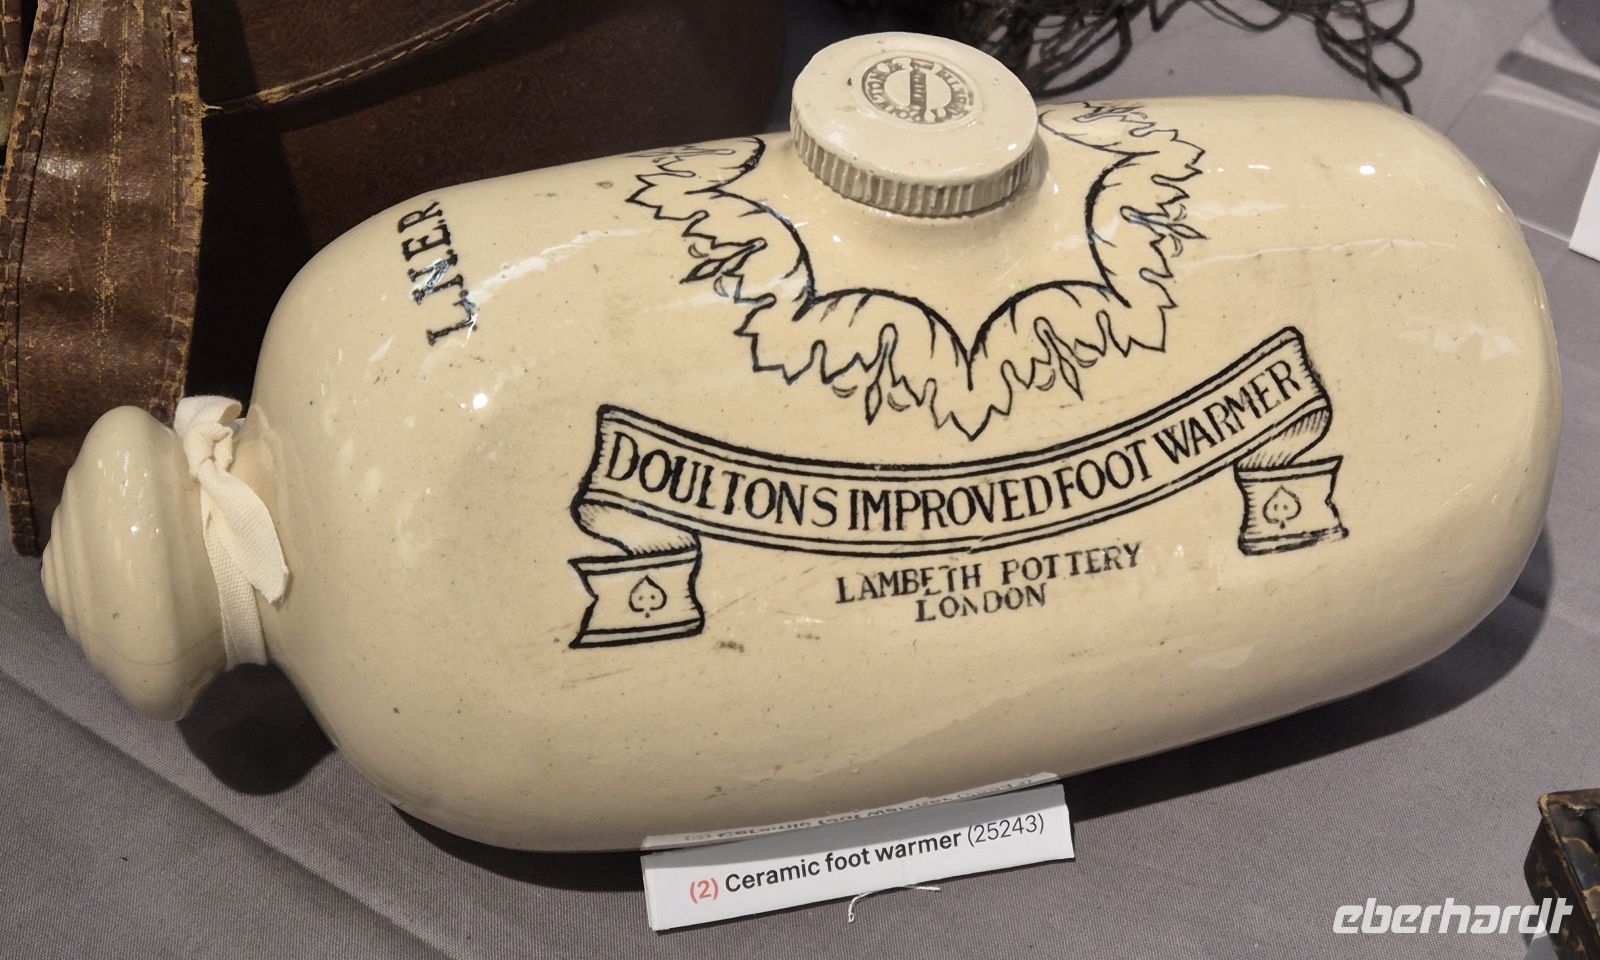 L.N.E.R
DOULTONS IMPROVED FOOT WARMER
LAMBETH POTTERY
LONDON
(2) Ceramic foot warmer (25243)
eberhardt